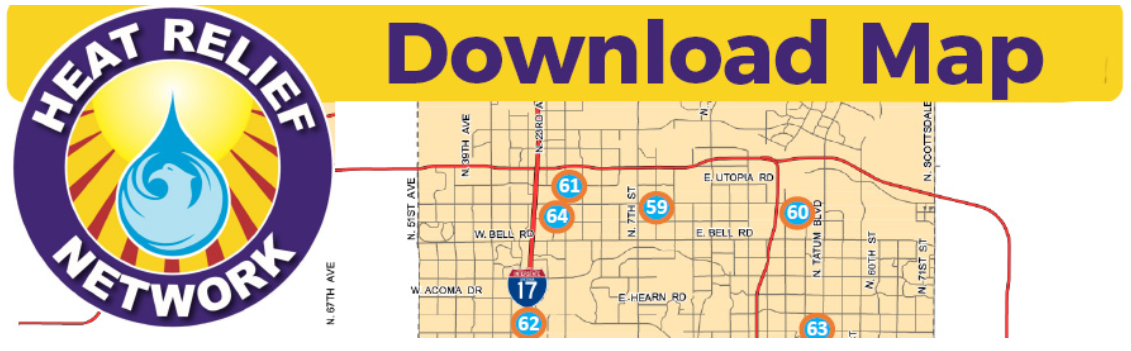 HEAT RELIEF
NETWORK
Download Map
N. 39TH AVE
N. 23RD A
N. SCOTTSDALE
N. 51ST AVE
61
64
N. 7TH ST
59
E. UTOPIA RD
60
N. TATUM BLVD
W. BELL RD
E. BELL RD
N. 60TH ST
N. 71ST ST
N. 67TH AVE
W. ACOMA DR
INTERSTATE
17
E-HEARN RD
62
63